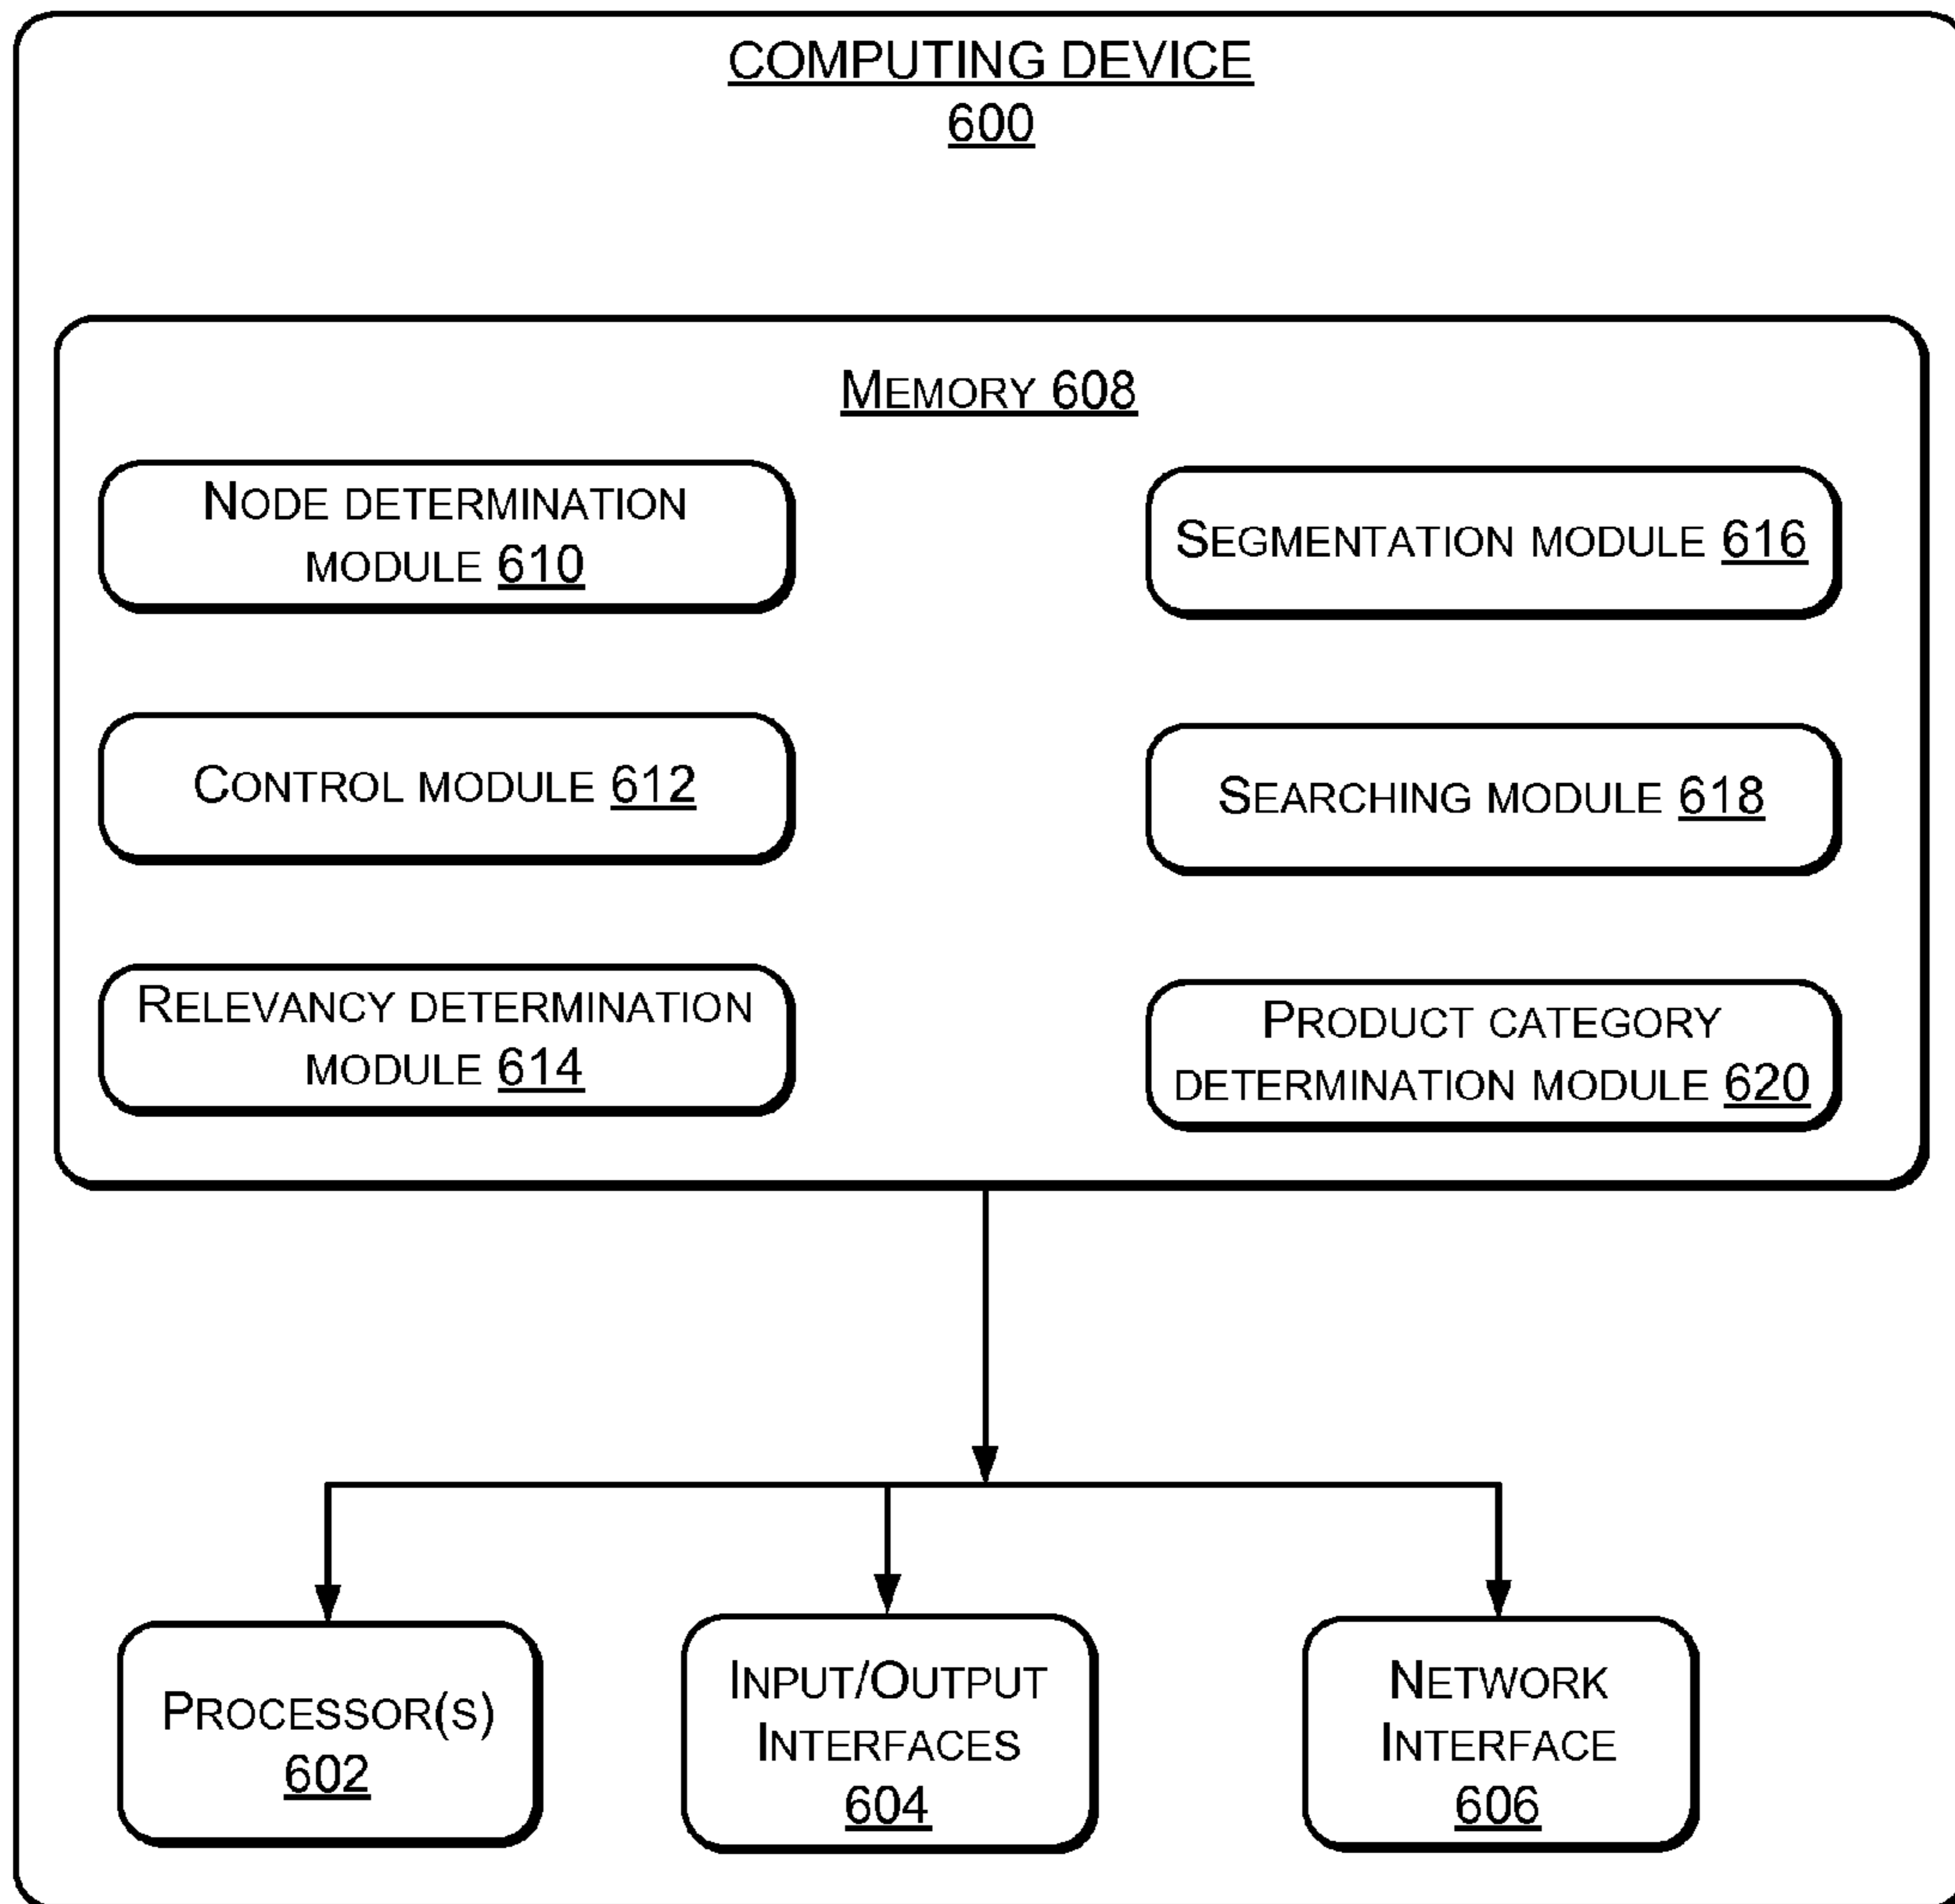 COMPUTING DEVICE
600
MEMORY 608
NODE DETERMINATION
MODULE 610
SEGMENTATION MODULE 616
CONTROL MODULE 612
SEARCHING MODULE 618
RELEVANCY DETERMINATION
MODULE 614
PRODUCT CATEGORY
DETERMINATION MODULE 620
PROCESSOR(S)
602
INPUT/OUTPUT
INTERFACES
604
NETWORK
INTERFACE
606